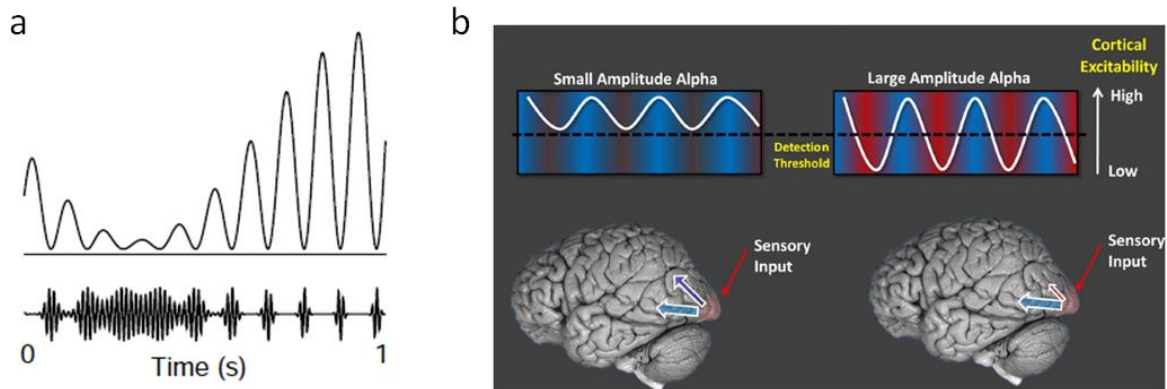 a
0
1
Time (s)
b
Small Amplitude Alpha
Large Amplitude Alpha
Cortical
Excitability
High
Detection
Threshold
Low
Sensory
Input
Sensory
Input